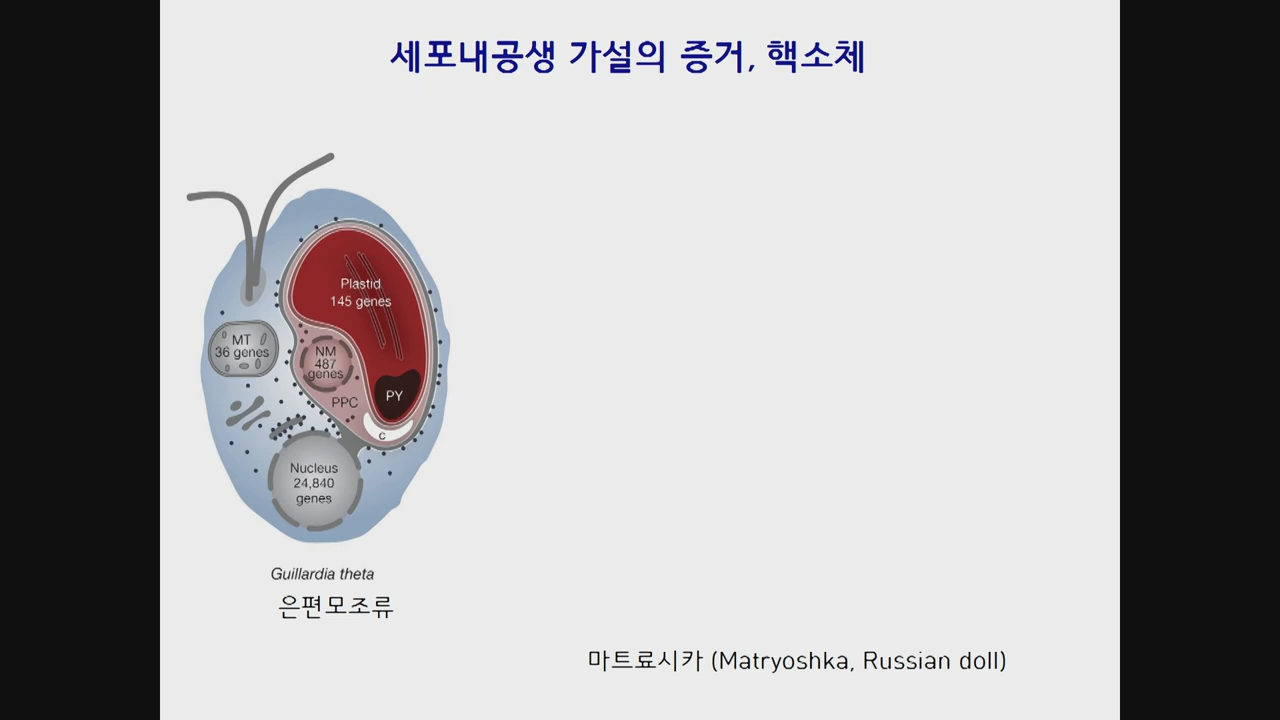 세포내공생 가설의 증거, 핵소체
Plastid
145 genes
MT
36 genes
NM
487
genes
PPC
PY
c
Nucleus
24,840
genes
Guillardia theta
은편모조류
마트료시카 (Matryoshka, Russian doll)